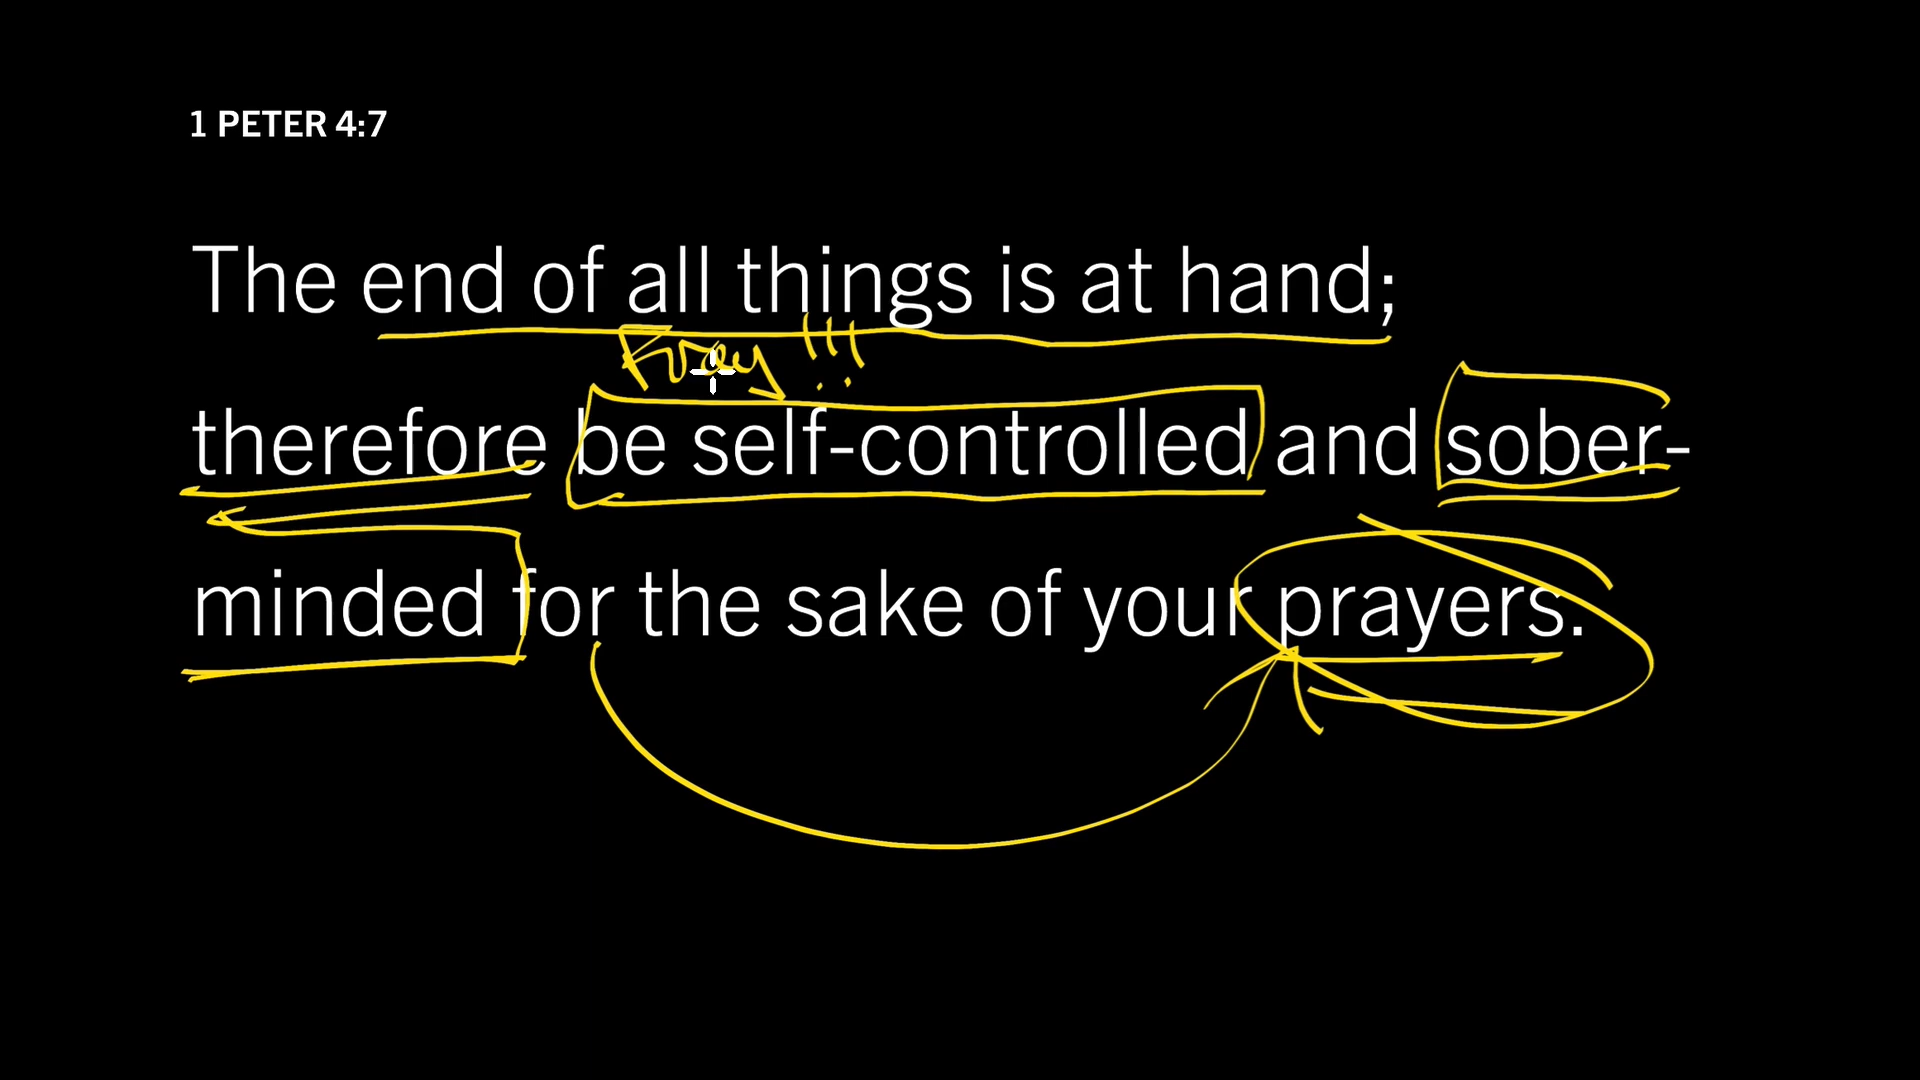 1 PETER 4:7
The end of all things is at hand;
Pray !!!
therefore be self-controlled and sober-
minded for the sake of your prayers.